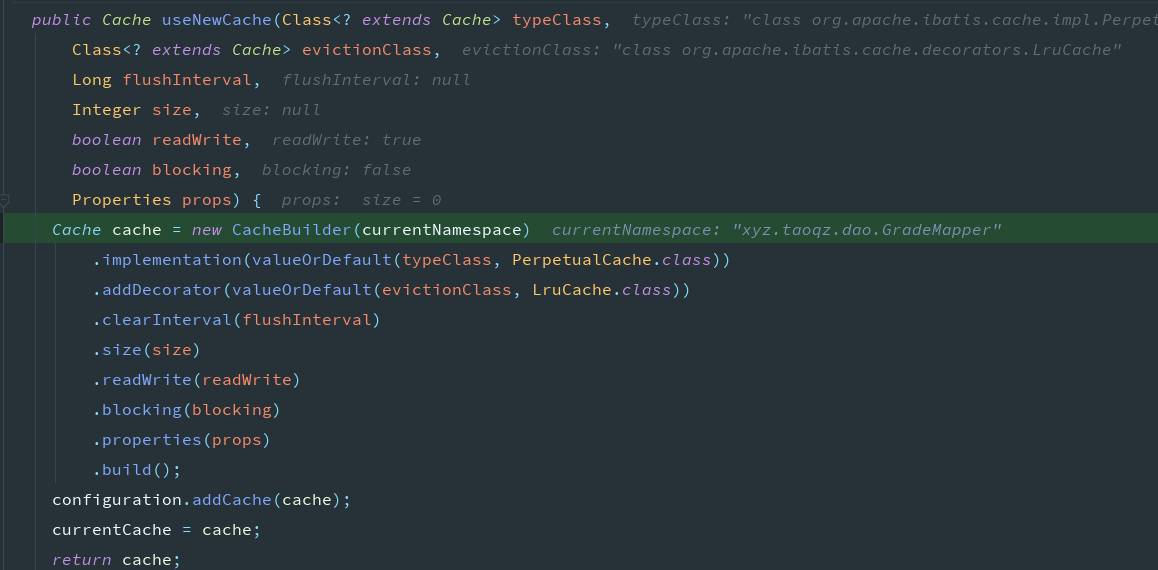 public Cache useNewCache(Class<? extends Cache> typeClass,  typeClass: "class org.apache.ibatis.cache.impl.Perpet
Class<? extends Cache> evictionClass,  evictionClass: "class org.apache.ibatis.cache.decorators.LruCache"
Long flushInterval,  flushInterval: null
Integer size,  size: null
boolean readWrite,  readWrite: true
boolean blocking,  blocking: false
Properties props) {  props:  size = 0
Cache cache = new CacheBuilder(currentNamespace)  currentNamespace: "xyz.taoqz.dao.GradeMapper"
.implementation(valueOrDefault(typeClass, PerpetualCache.class))
.addDecorator(valueOrDefault(evictionClass, LruCache.class))
.clearInterval(flushInterval)
.size(size)
.readWrite(readWrite)
.blocking(blocking)
.properties(props)
.build();
configuration.addCache(cache);
currentCache = cache;
return cache;